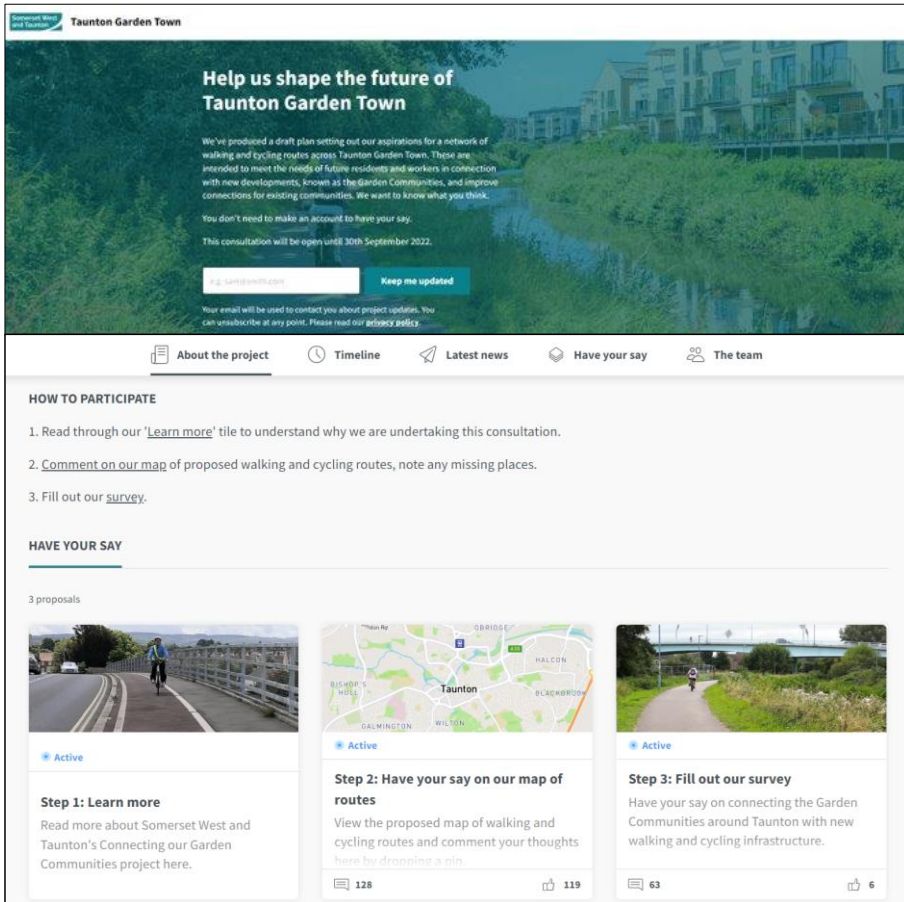 Somerset West
and Taunton
Taunton Garden Town
Help us shape the future of
Taunton Garden Town
We've produced a draft plan setting out our aspirations for a network of
walking and cycling routes across Taunton Garden Town. These are
intended to meet the needs of future residents and workers in connection
with new developments, known as the Garden Communities, and improve
connections for existing communities. We want to know what you think.
You don't need to make an account to have your say.
This consultation will be open until 30th September 2022.
e.g. sam@smith.com
Keep me updated
Your email will be used to contact you about project updates. You
can unsubscribe at any point. Please read our privacy policy.
About the project
Timeline
Latest news
Have your say
The team
HOW TO PARTICIPATE
1. Read through our 'Learn more' tile to understand why we are undertaking this consultation.
2. Comment on our map of proposed walking and cycling routes, note any missing places.
3. Fill out our survey.
HAVE YOUR SAY
3 proposals
Active
Step 1: Learn more
Read more about Somerset West and
Taunton's Connecting our Garden
Communities project here.
OBRIDGE
HALCON
BISHOP'S
HULL
Taunton
BLACKBROOK
GALMINGTON
WILTON
Active
Step 2: Have your say on our map of
routes
View the proposed map of walking and
cycling routes and comment your thoughts
here by dropping a pin.
128
119
Active
Step 3: Fill out our survey
Have your say on connecting the Garden
Communities around Taunton with new
walking and cycling infrastructure.
63
6